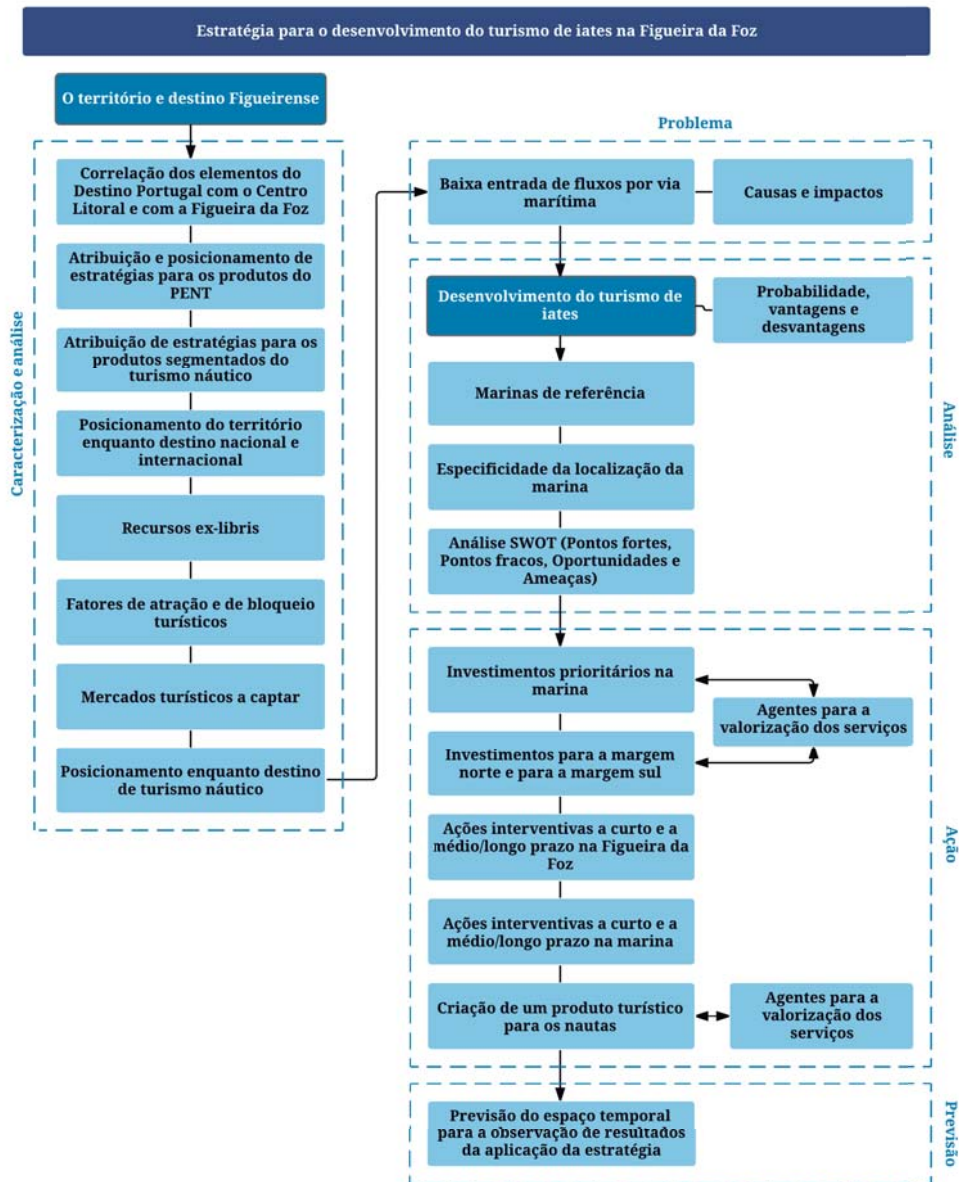 Estratégia para o desenvolvimento do turismo de iates na Figueira da Foz
O território e destino Figueirense
Caracterização e análise
Correlação dos elementos do
Destino Portugal com o Centro
Litoral e com a Figueira da Foz
Atribuição e posicionamento de
estratégias para os produtos do
PENT
Atribuição de estratégias para os
produtos segmentados do
turismo náutico
Posicionamento do território
enquanto destino nacional e
internacional
Recursos ex-libris
Fatores de atração e de bloqueio
turísticos
Mercados turísticos a captar
Posicionamento enquanto destino
de turismo náutico
Problema
Baixa entrada de fluxos por via
marítima
Causas e impactos
Análise
Desenvolvimento do turismo de
iates
Probabilidade,
vantagens e
desvantagens
Marinas de referência
Especificidade da localização da
marina
Análise SWOT (Pontos fortes,
Pontos fracos, Oportunidades e
Ameaças)
Ação
Investimentos prioritários na
marina
Agentes para a
valorização dos serviços
Investimentos para a margem
norte e para a margem sul
Ações interventivas a curto e a
médio/longo prazo na Figueira da
Foz
Ações interventivas a curto e a
médio/longo prazo na marina
Criação de um produto turístico
para os nautas
Agentes para a
valorização dos
serviços
Previsão
Previsão do espaço temporal
para a observação de resultados
da aplicação da estratégia